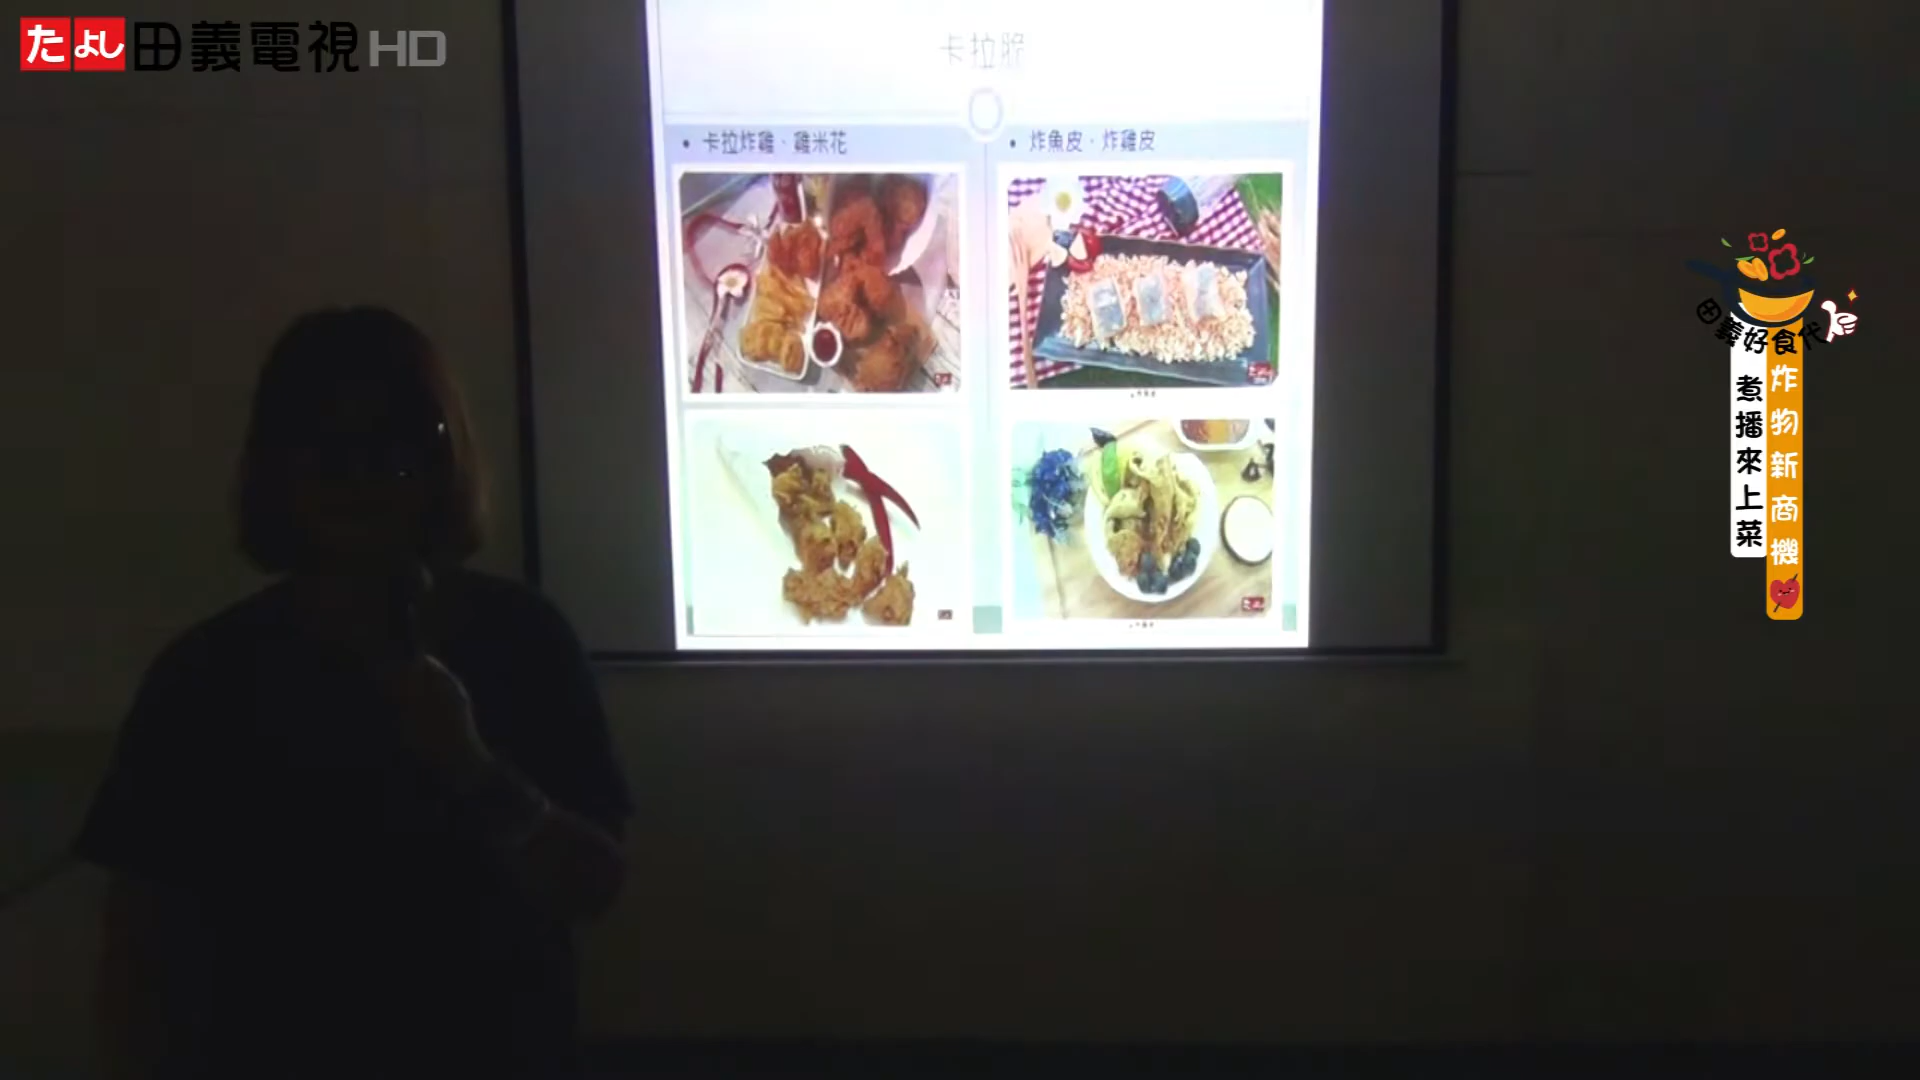 たよし 田義電視HD
卡拉脆
• 卡拉炸雞、雞米花
• 炸魚皮、炸雞皮
田義好食代
炸物新商機
煮播來上菜